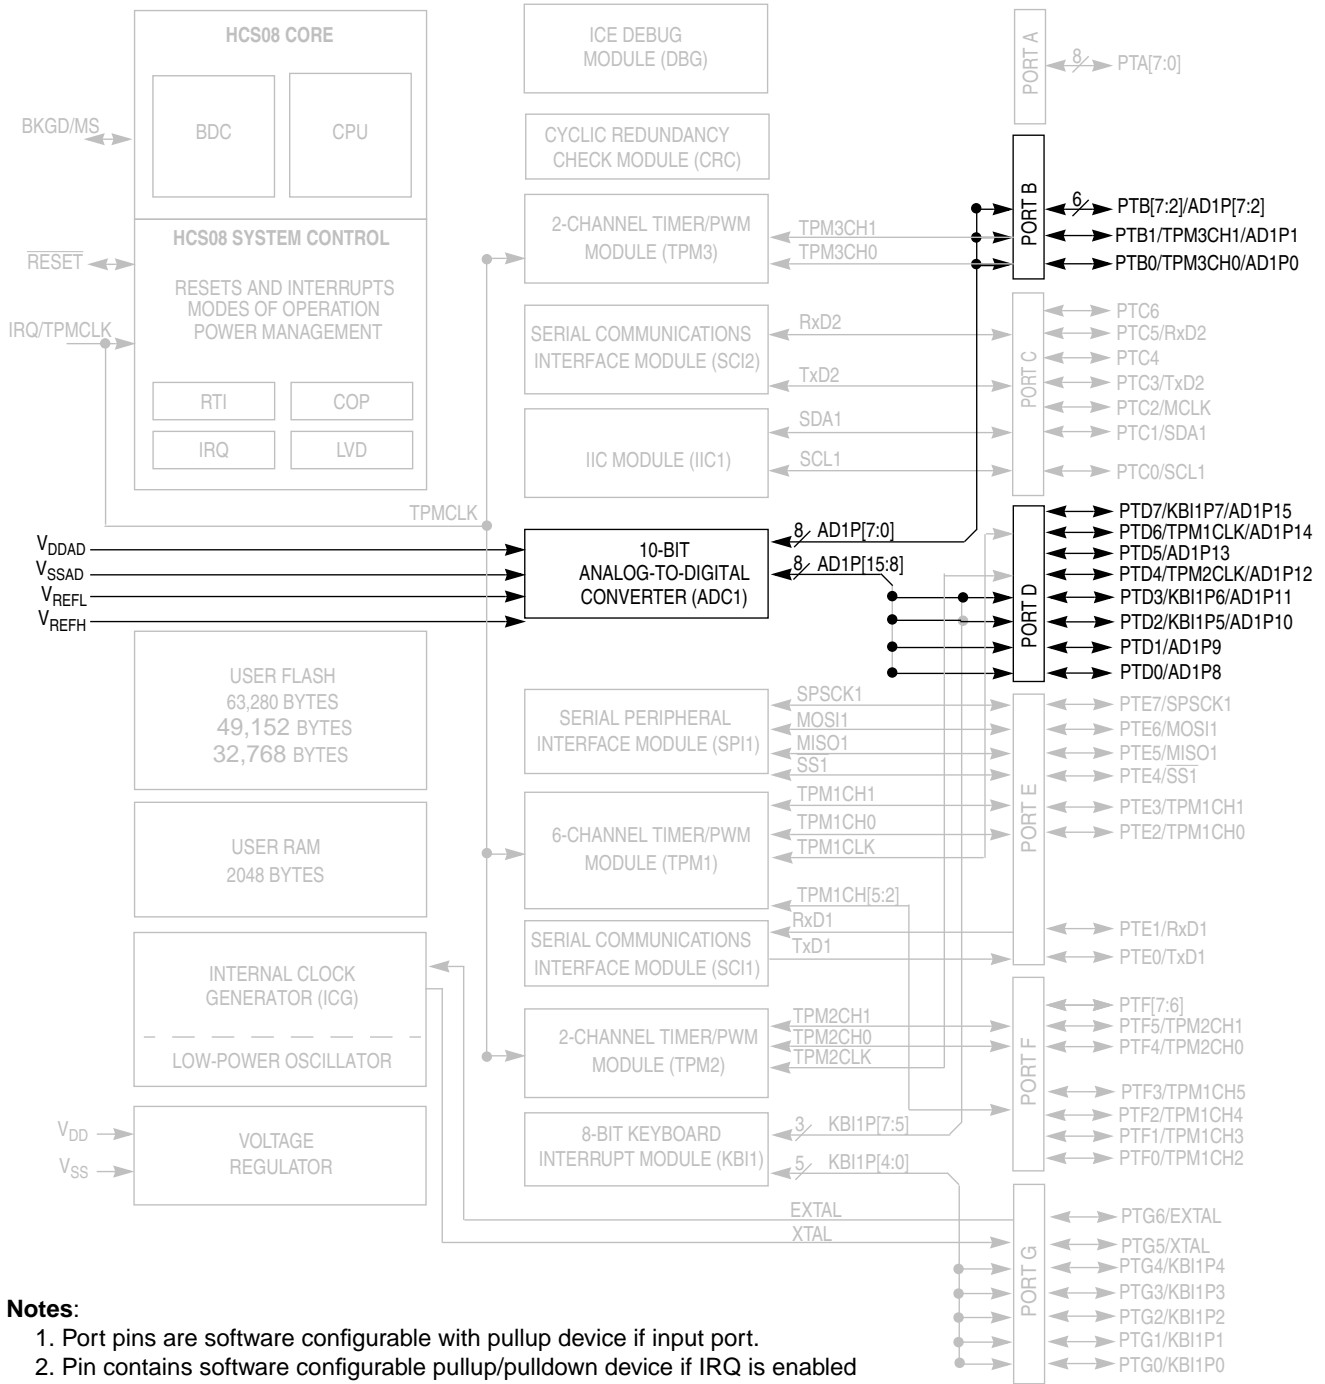 HCS08 CORE
BDC
CPU
BKGD/MS
HCS08 SYSTEM CONTROL
RESET
RESETS AND INTERRUPTS
MODES OF OPERATION
POWER MANAGEMENT
IRQ/TPMCLK
RTI
COP
IRQ
LVD
TPMCLK
VDDAD
VSSAD
VREFL
VREFH
USER FLASH
63,280 BYTES
49,152 BYTES
32,768 BYTES
USER RAM
2048 BYTES
INTERNAL CLOCK
GENERATOR (ICG)
LOW-POWER OSCILLATOR
VDD
VSS
VOLTAGE
REGULATOR
ICE DEBUG
MODULE (DBG)
CYCLIC REDUNDANCY
CHECK MODULE (CRC)
2-CHANNEL TIMER/PWM
MODULE (TPM3)
TPM3CH1
TPM3CH0
SERIAL COMMUNICATIONS
INTERFACE MODULE (SCI2)
RxD2
TxD2
IIC MODULE (IIC1)
SDA1
SCL1
10-BIT
ANALOG-TO-DIGITAL
CONVERTER (ADC1)
8 AD1P[7:0]
8 AD1P[15:8]
SERIAL PERIPHERAL
INTERFACE MODULE (SPI1)
SPSCK1
MOSI1
MISO1
SS1
6-CHANNEL TIMER/PWM
MODULE (TPM1)
TPM1CH1
TPM1CH0
TPM1CLK
TPM1CH[5:2]
SERIAL COMMUNICATIONS
INTERFACE MODULE (SCI1)
RxD1
TxD1
2-CHANNEL TIMER/PWM
MODULE (TPM2)
TPM2CH1
TPM2CH0
TPM2CLK
8-BIT KEYBOARD
INTERRUPT MODULE (KBI1)
3 KBI1P[7:5]
5 KBI1P[4:0]
EXTAL
XTAL
PORT A
8 PTA[7:0]
PORT B
6 PTB[7:2]/AD1P[7:2]
PTB1/TPM3CH1/AD1P1
PTB0/TPM3CH0/AD1P0
PORT C
PTC6
PTC5/RxD2
PTC4
PTC3/TxD2
PTC2/MCLK
PTC1/SDA1
PTC0/SCL1
PORT D
PTD7/KBI1P7/AD1P15
PTD6/TPM1CLK/AD1P14
PTD5/AD1P13
PTD4/TPM2CLK/AD1P12
PTD3/KBI1P6/AD1P11
PTD2/KBI1P5/AD1P10
PTD1/AD1P9
PTD0/AD1P8
PORT E
PTE7/SPSCK1
PTE6/MOSI1
PTE5/MISO1
PTE4/SS1
PTE3/TPM1CH1
PTE2/TPM1CH0
PTE1/RxD1
PTE0/TxD1
PORT F
PTF[7:6]
PTF5/TPM2CH1
PTF4/TPM2CH0
PTF3/TPM1CH5
PTF2/TPM1CH4
PTF1/TPM1CH3
PTF0/TPM1CH2
PORT G
PTG6/EXTAL
PTG5/XTAL
PTG4/KBI1P4
PTG3/KBI1P3
PTG2/KBI1P2
PTG1/KBI1P1
PTG0/KBI1P0
Notes:
1. Port pins are software configurable with pullup device if input port.
2. Pin contains software configurable pullup/pulldown device if IRQ is enabled